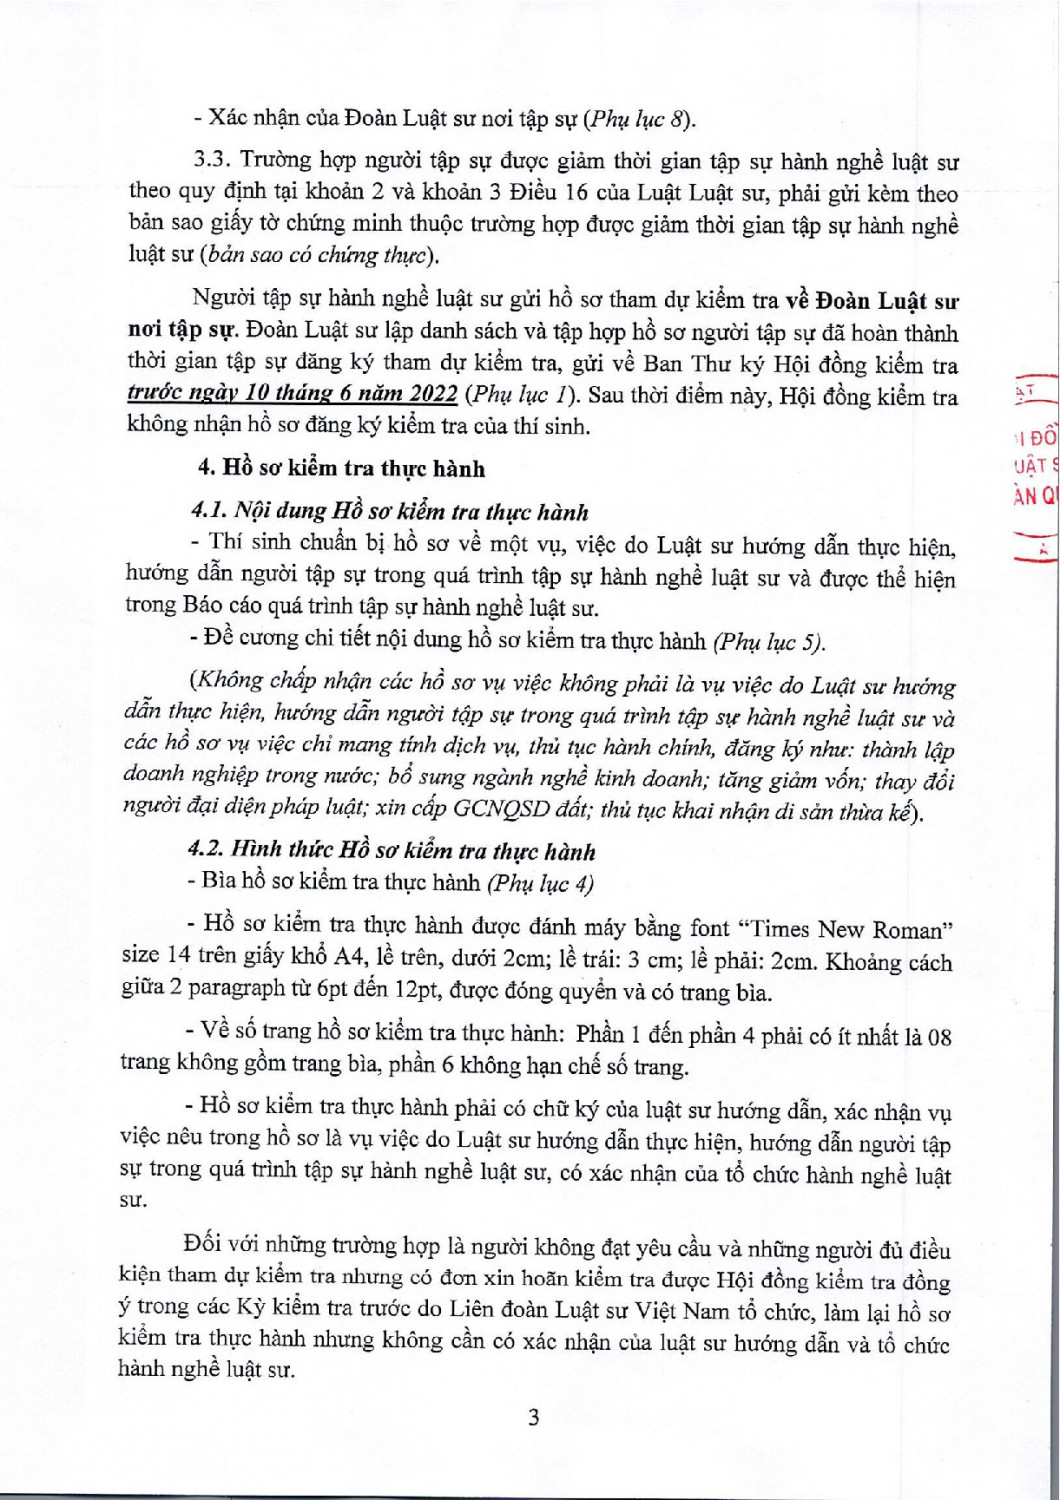 - Xác nhận của Đoàn Luật sư nơi tập sự (Phụ lục 8).
3.3. Trường hợp người tập sự được giảm thời gian tập sự hành nghề luật sư
theo quy định tại khoản 2 và khoản 3 Điều 16 của Luật Luật sư, phải gửi kèm theo
bản sao giấy tờ chứng minh thuộc trường hợp được giảm thời gian tập sự hành nghề
luật sư (bản sao có chứng thực).
Người tập sự hành nghề luật sư gửi hồ sơ tham dự kiểm tra về Đoàn Luật sư
nơi tập sự. Đoàn Luật sư lập danh sách và tập hợp hồ sơ người tập sự đã hoàn thành
thời gian tập sự đăng ký tham dự kiểm tra, gửi về Ban Thư ký Hội đồng kiểm tra
trước ngày 10 tháng 6 năm 2022 (Phụ lục 1). Sau thời điểm này, Hội đồng kiểm tra
không nhận hồ sơ đăng ký kiểm tra của thí sinh.
4. Hồ sơ kiểm tra thực hành
4.1. Nội dung Hồ sơ kiểm tra thực hành
- Thí sinh chuẩn bị hồ sơ về một vụ, việc do Luật sư hướng dẫn thực hiện,
hướng dẫn người tập sự trong quá trình tập sự hành nghề luật sư và được thể hiện
trong Báo cáo quá trình tập sự hành nghề luật sư.
- Đề cương chi tiết nội dung hồ sơ kiểm tra thực hành (Phụ lục 5).
(Không chấp nhận các hồ sơ vụ việc không phải là vụ việc do Luật sư hướng
dẫn thực hiện, hướng dẫn người tập sự trong quá trình tập sự hành nghề luật sư và
các hồ sơ vụ việc chỉ mang tính dịch vụ, thủ tục hành chính, đăng ký như: thành lập
doanh nghiệp trong nước; bổ sung ngành nghề kinh doanh; tăng giảm vốn; thay đổi
người đại diện pháp luật; xin cấp GCNQSD đất; thủ tục khai nhận di sản thừa kế).
4.2. Hình thức Hồ sơ kiểm tra thực hành
- Bìa hồ sơ kiểm tra thực hành (Phụ lục 4)
- Hồ sơ kiểm tra thực hành được đánh máy bằng font “Times New Roman”
size 14 trên giấy khổ A4, lề trên, dưới 2cm; lề trái: 3 cm; lề phải: 2cm. Khoảng cách
giữa 2 paragraph từ 6pt đến 12pt, được đóng quyển và có trang bìa.
- Về số trang hồ sơ kiểm tra thực hành: Phần 1 đến phần 4 phải có ít nhất là 08
trang không gồm trang bìa, phần 6 không hạn chế số trang.
- Hồ sơ kiểm tra thực hành phải có chữ ký của luật sư hướng dẫn, xác nhận vụ
việc nêu trong hồ sơ là vụ việc do Luật sư hướng dẫn thực hiện, hướng dẫn người tập
sự trong quá trình tập sự hành nghề luật sư, có xác nhận của tổ chức hành nghề luật
sư.
Đối với những trường hợp là người không đạt yêu cầu và những người đủ điều
kiện tham dự kiểm tra nhưng có đơn xin hoãn kiểm tra được Hội đồng kiểm tra đồng
ý trong các Kỳ kiểm tra trước do Liên đoàn Luật sư Việt Nam tổ chức, làm lại hồ sơ
kiểm tra thực hành nhưng không cần có xác nhận của luật sư hướng dẫn và tổ chức
hành nghề luật sư.
3
I ĐỒ
UẬT S
ÀN QU